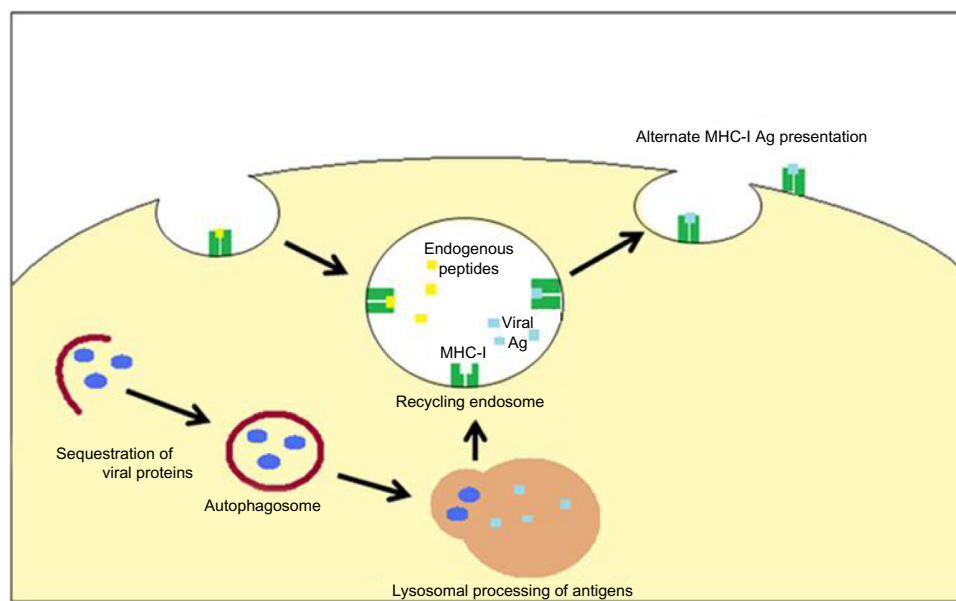 Alternate MHC-I Ag presentation
Endogenous
peptides
Viral
Ag
MHC-I
Recycling endosome
Sequestration of
viral proteins
Autophagosome
Lysosomal processing of antigens